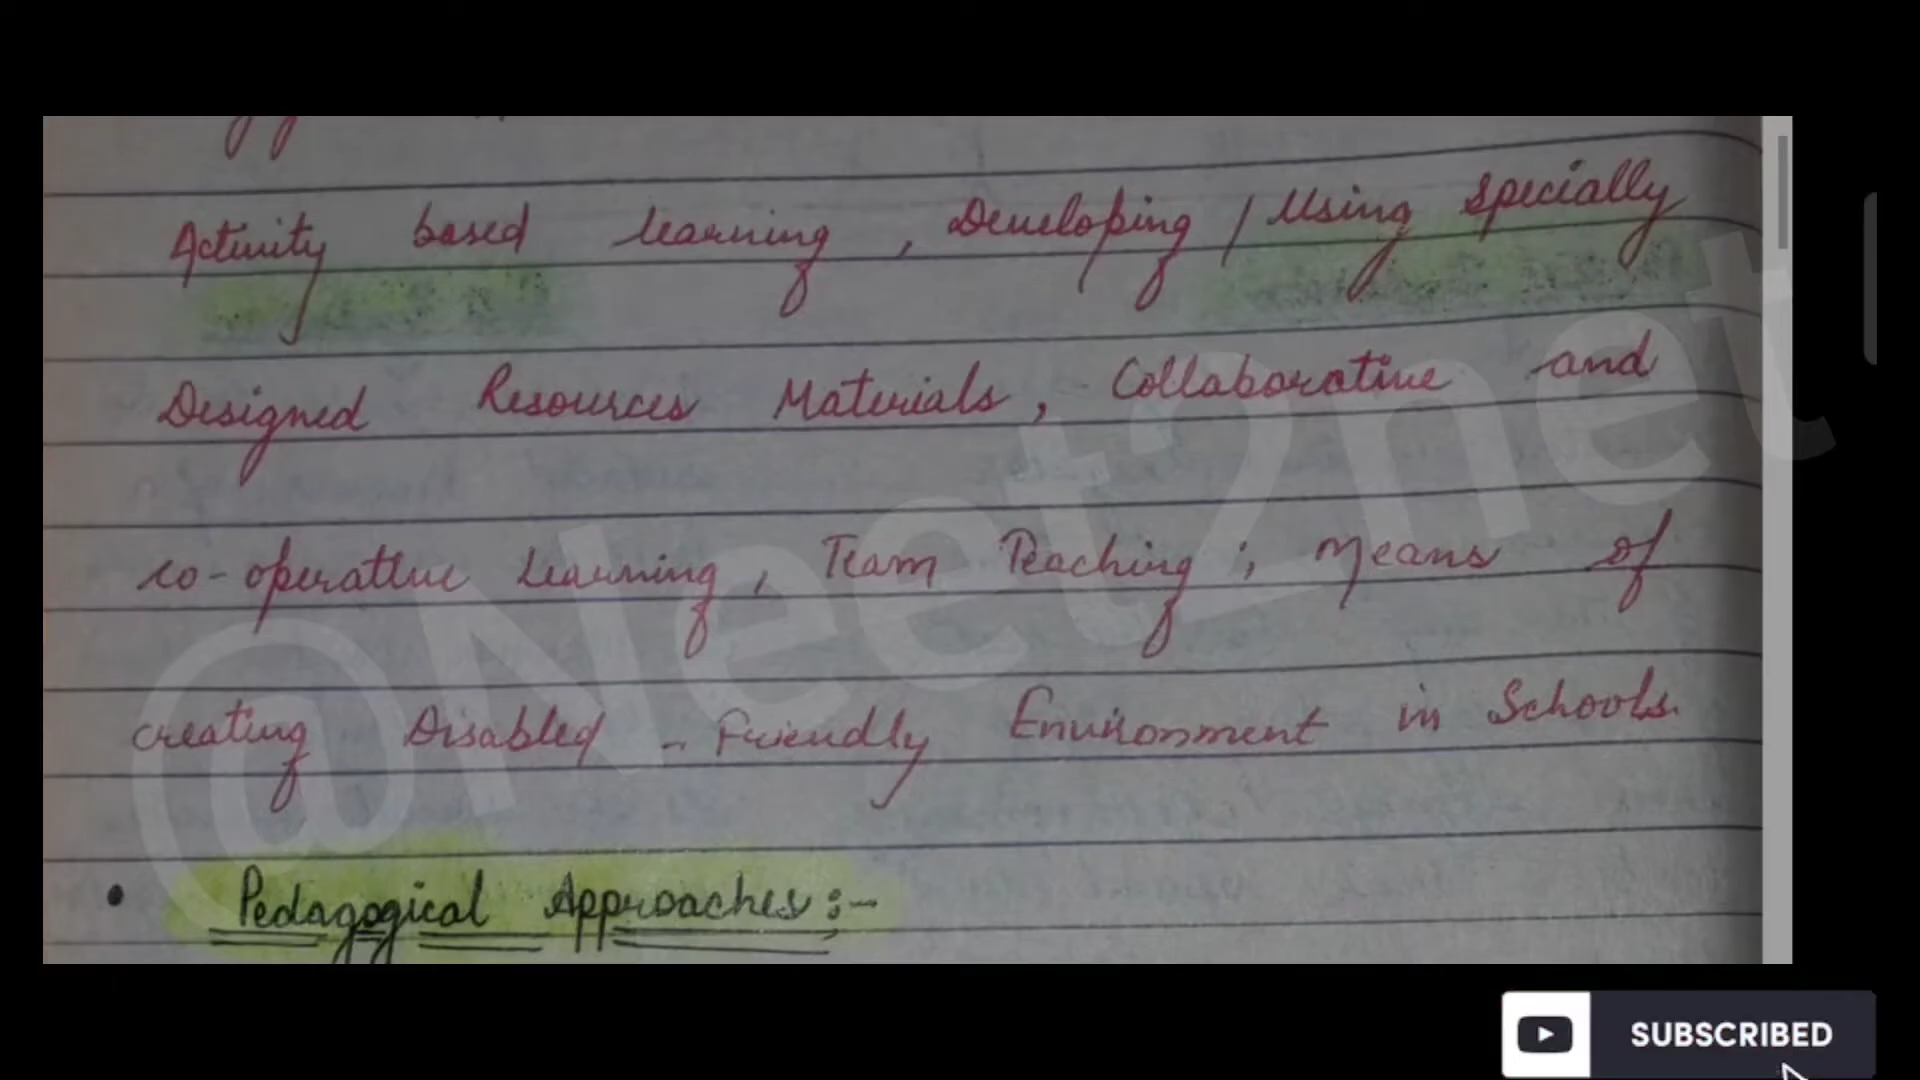 Activity based learning, Developing / Using specially
Designed Resources Materials, Collaborative and
co-operative Learning, Team Teaching; Means of
creating Disabled - Friendly Environment in Schools.
• Pedagogical Approaches:-
@Neet2net
SUBSCRIBED